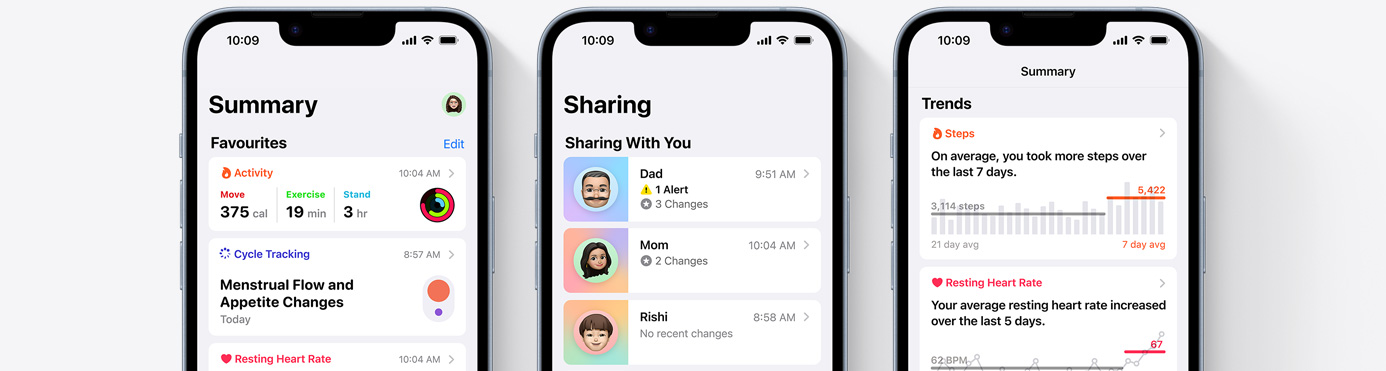 10:09
Summary
Favourites
Edit
Activity
10:04 AM
Move
Exercise
Stand
375 cal
19 min
3 hr
Cycle Tracking
8:57 AM
Menstrual Flow and
Appetite Changes
Today
Resting Heart Rate
10:04 AM
10:09
Sharing
Sharing With You
Dad
9:51 AM
1 Alert
3 Changes
Mom
10:04 AM
2 Changes
Rishi
8:58 AM
No recent changes
10:09
Summary
Trends
Steps
On average, you took more steps over
the last 7 days.
5,422
3,114 steps
21 day avg
7 day avg
Resting Heart Rate
Your average resting heart rate increased
over the last 5 days.
67
62 BPM